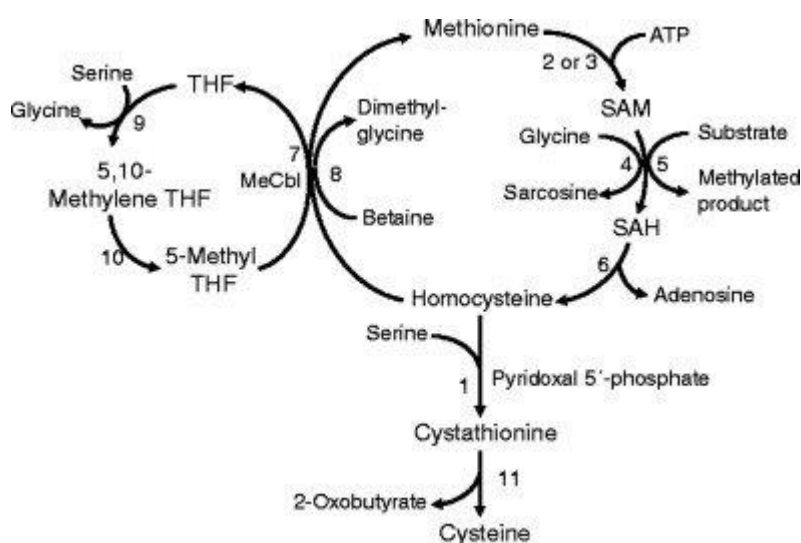 Methionine
ATP
2 or 3
Serine
THF
Dimethyl-
glycine
SAM
Glycine
9
Glycine
Substrate
7
8
4
5
5,10-
Methylene THF
MeCbl
Sarcosine
Methylated
product
Betaine
SAH
10
5-Methyl
THF
6
Homocysteine
Adenosine
Serine
1
Pyridoxal 5´-phosphate
Cystathionine
11
2-Oxobutyrate
Cysteine